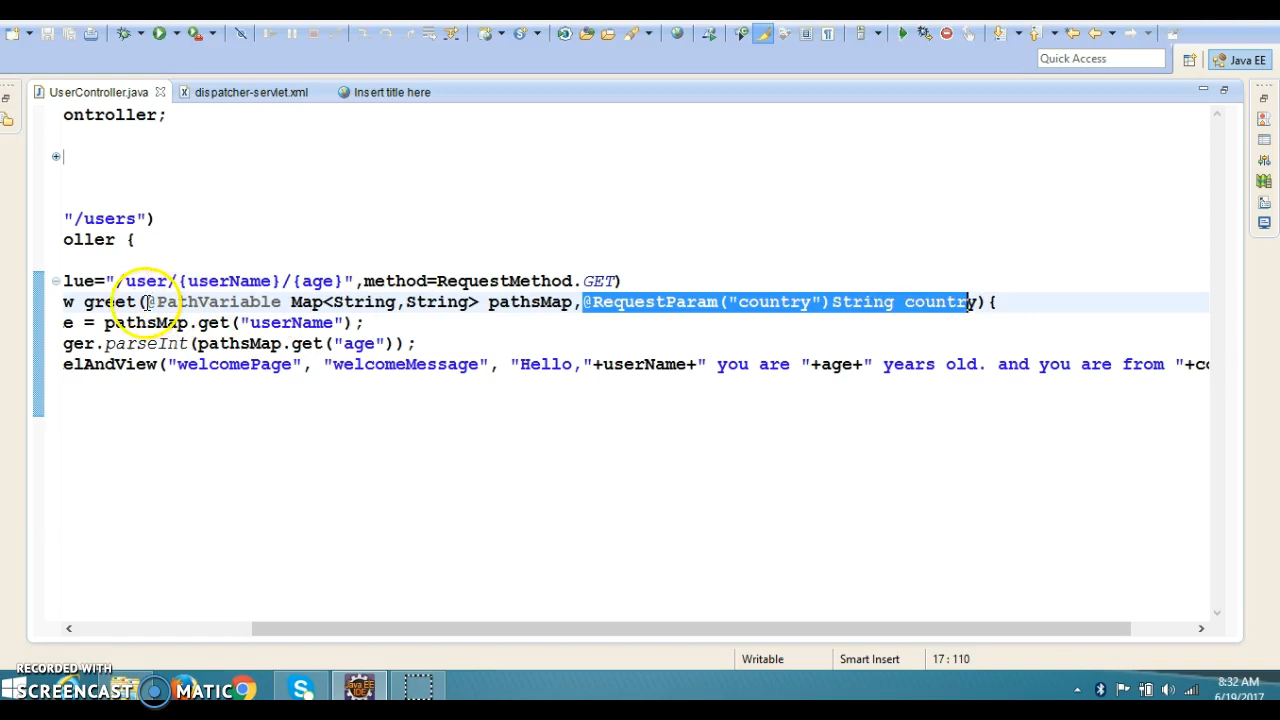 Quick Access
Java EE
UserController.java
dispatcher-servlet.xml
Insert title here
ontroller;
"/users")
oller {
lue="/user/{userName}/{age}",method=RequestMethod.GET)
w greet(@PathVariable Map<String,String> pathsMap,@RequestParam("country")String country){
e = pathsMap.get("userName");
ger.parseInt(pathsMap.get("age"));
elAndView("welcomePage", "welcomeMessage", "Hello,"+userName+" you are "+age+" years old. and you are from "+co
Writable
Smart Insert
17 : 110
RECORDED WITH
SCREENCAST MATIC
8:32 AM
6/19/2017